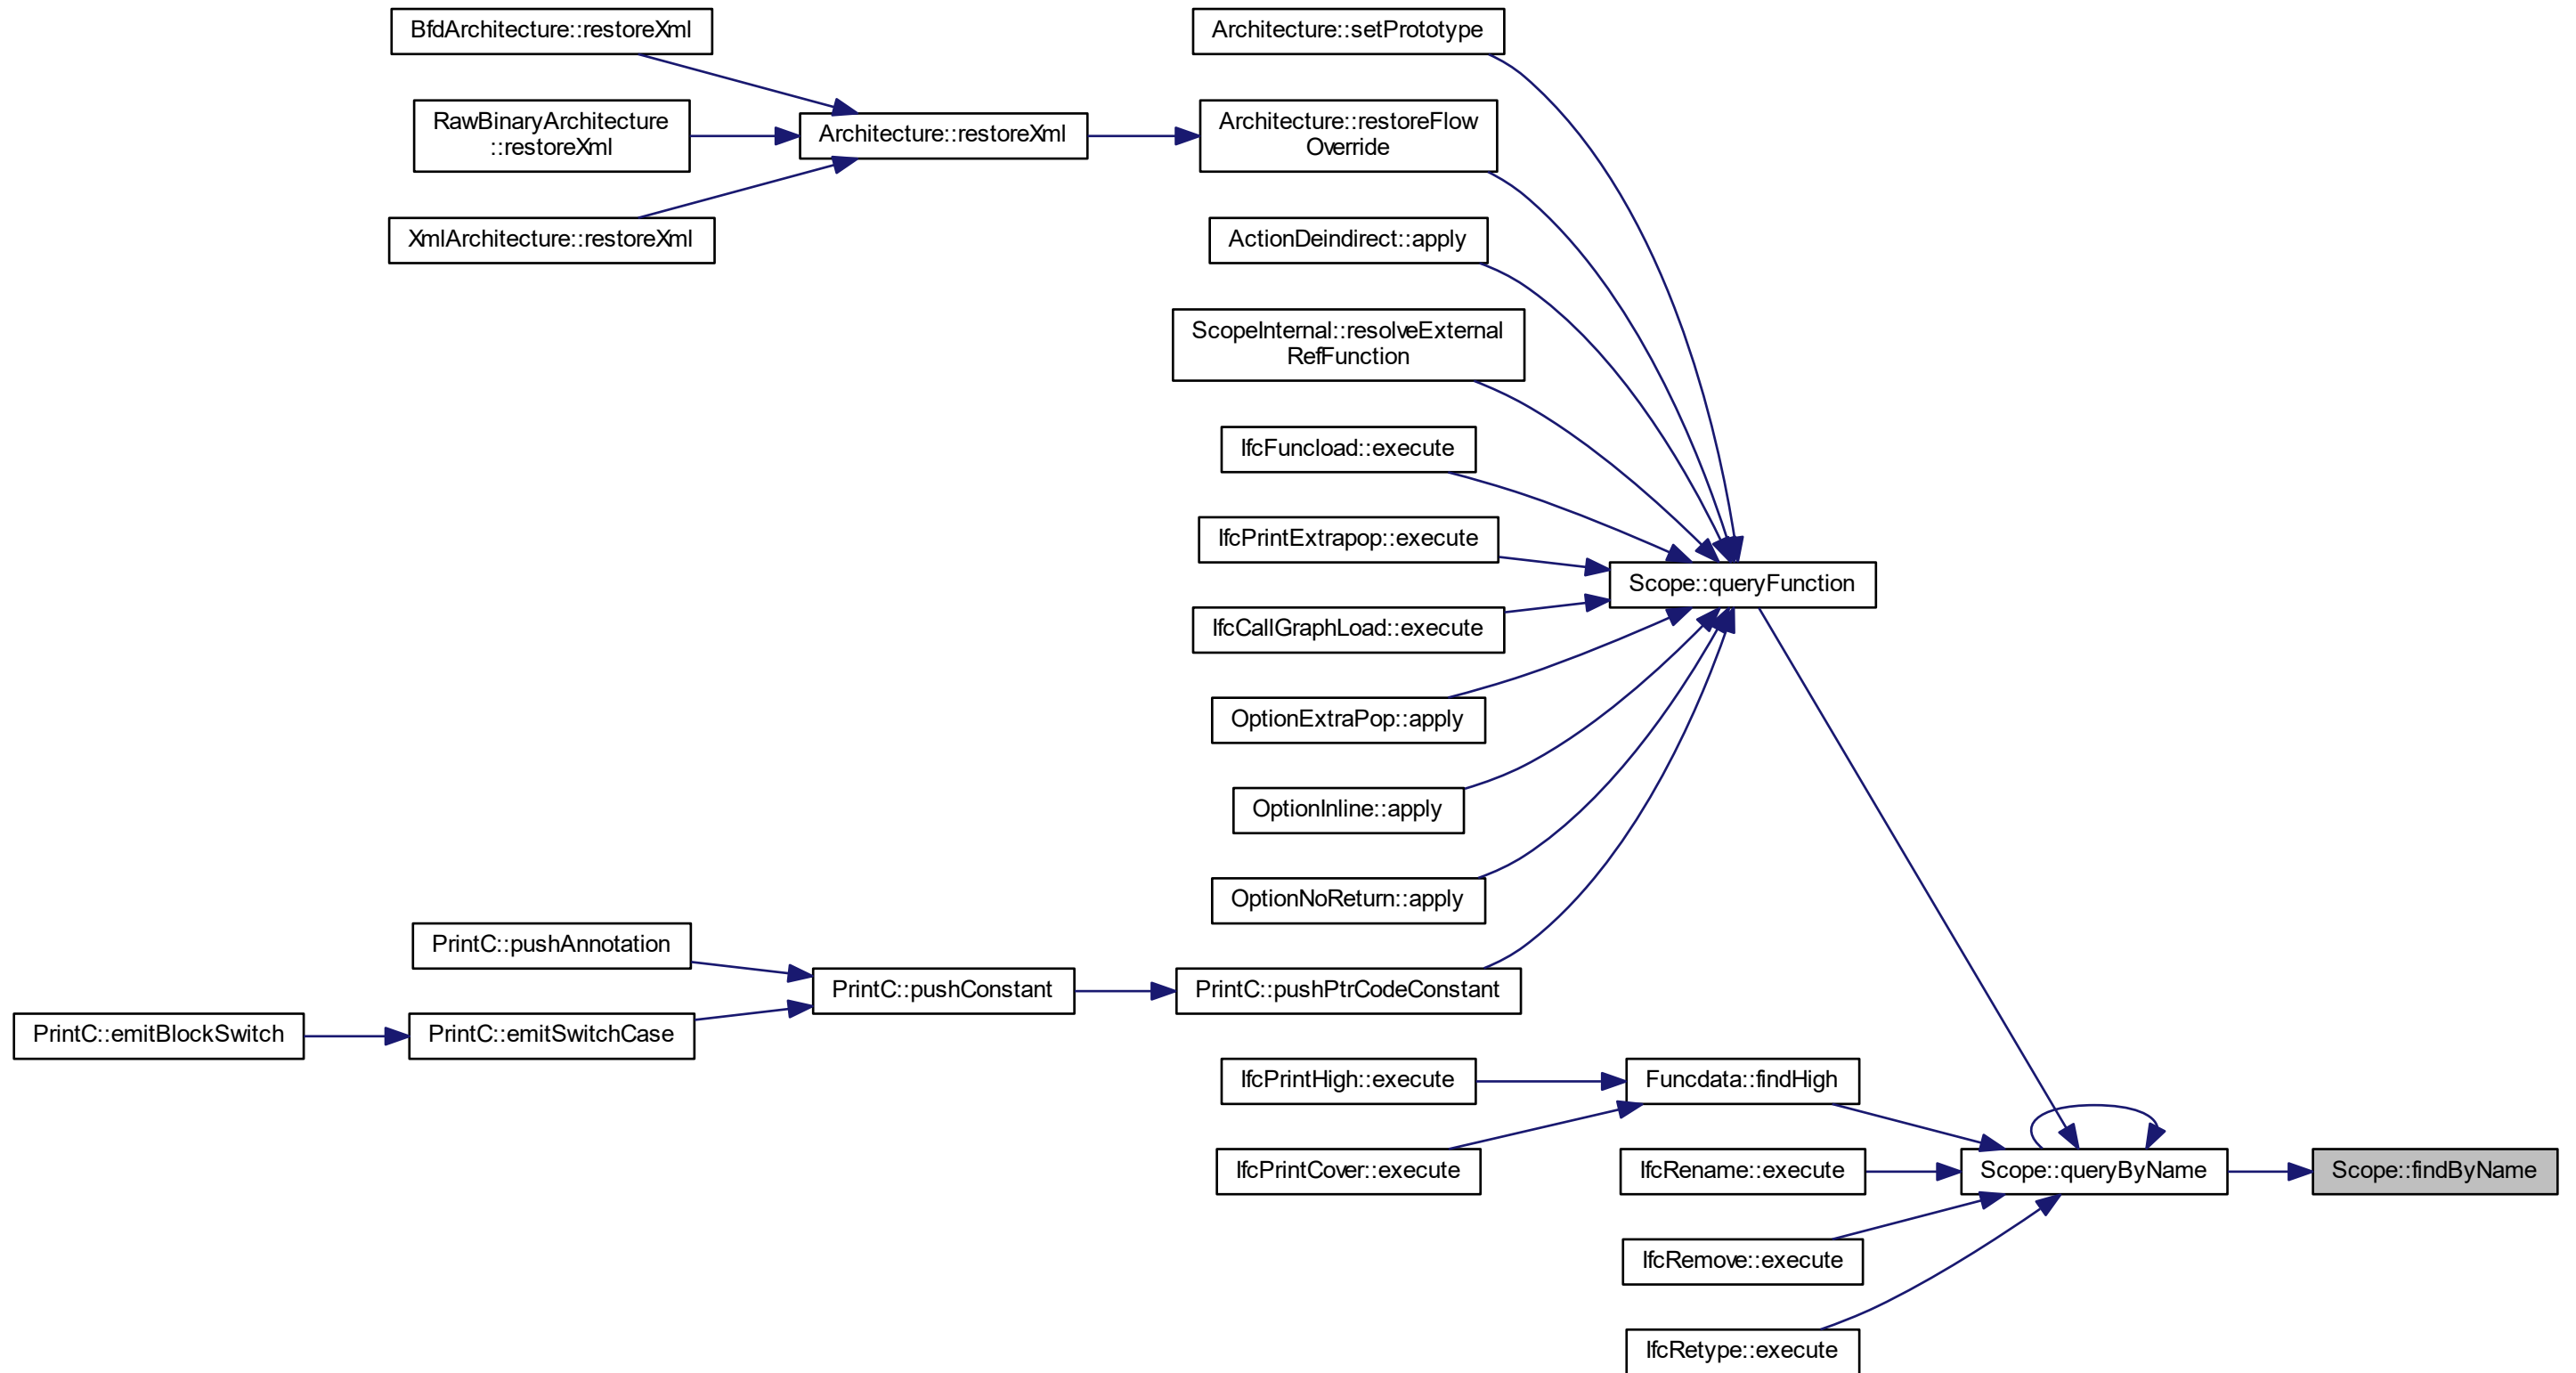 BfdArchitecture::restoreXml
Architecture::setPrototype
RawBinaryArchitecture
::restoreXml
Architecture::restoreXml
Architecture::restoreFlow
Override
XmlArchitecture::restoreXml
ActionDeindirect::apply
ScopeInternal::resolveExternal
RefFunction
IfcFuncload::execute
IfcPrintExtrapop::execute
Scope::queryFunction
IfcCallGraphLoad::execute
OptionExtraPop::apply
OptionInline::apply
OptionNoReturn::apply
PrintC::pushAnnotation
PrintC::pushConstant
PrintC::pushPtrCodeConstant
PrintC::emitBlockSwitch
PrintC::emitSwitchCase
IfcPrintHigh::execute
Funcdata::findHigh
IfcPrintCover::execute
IfcRename::execute
Scope::queryByName
Scope::findByName
IfcRemove::execute
IfcRetype::execute